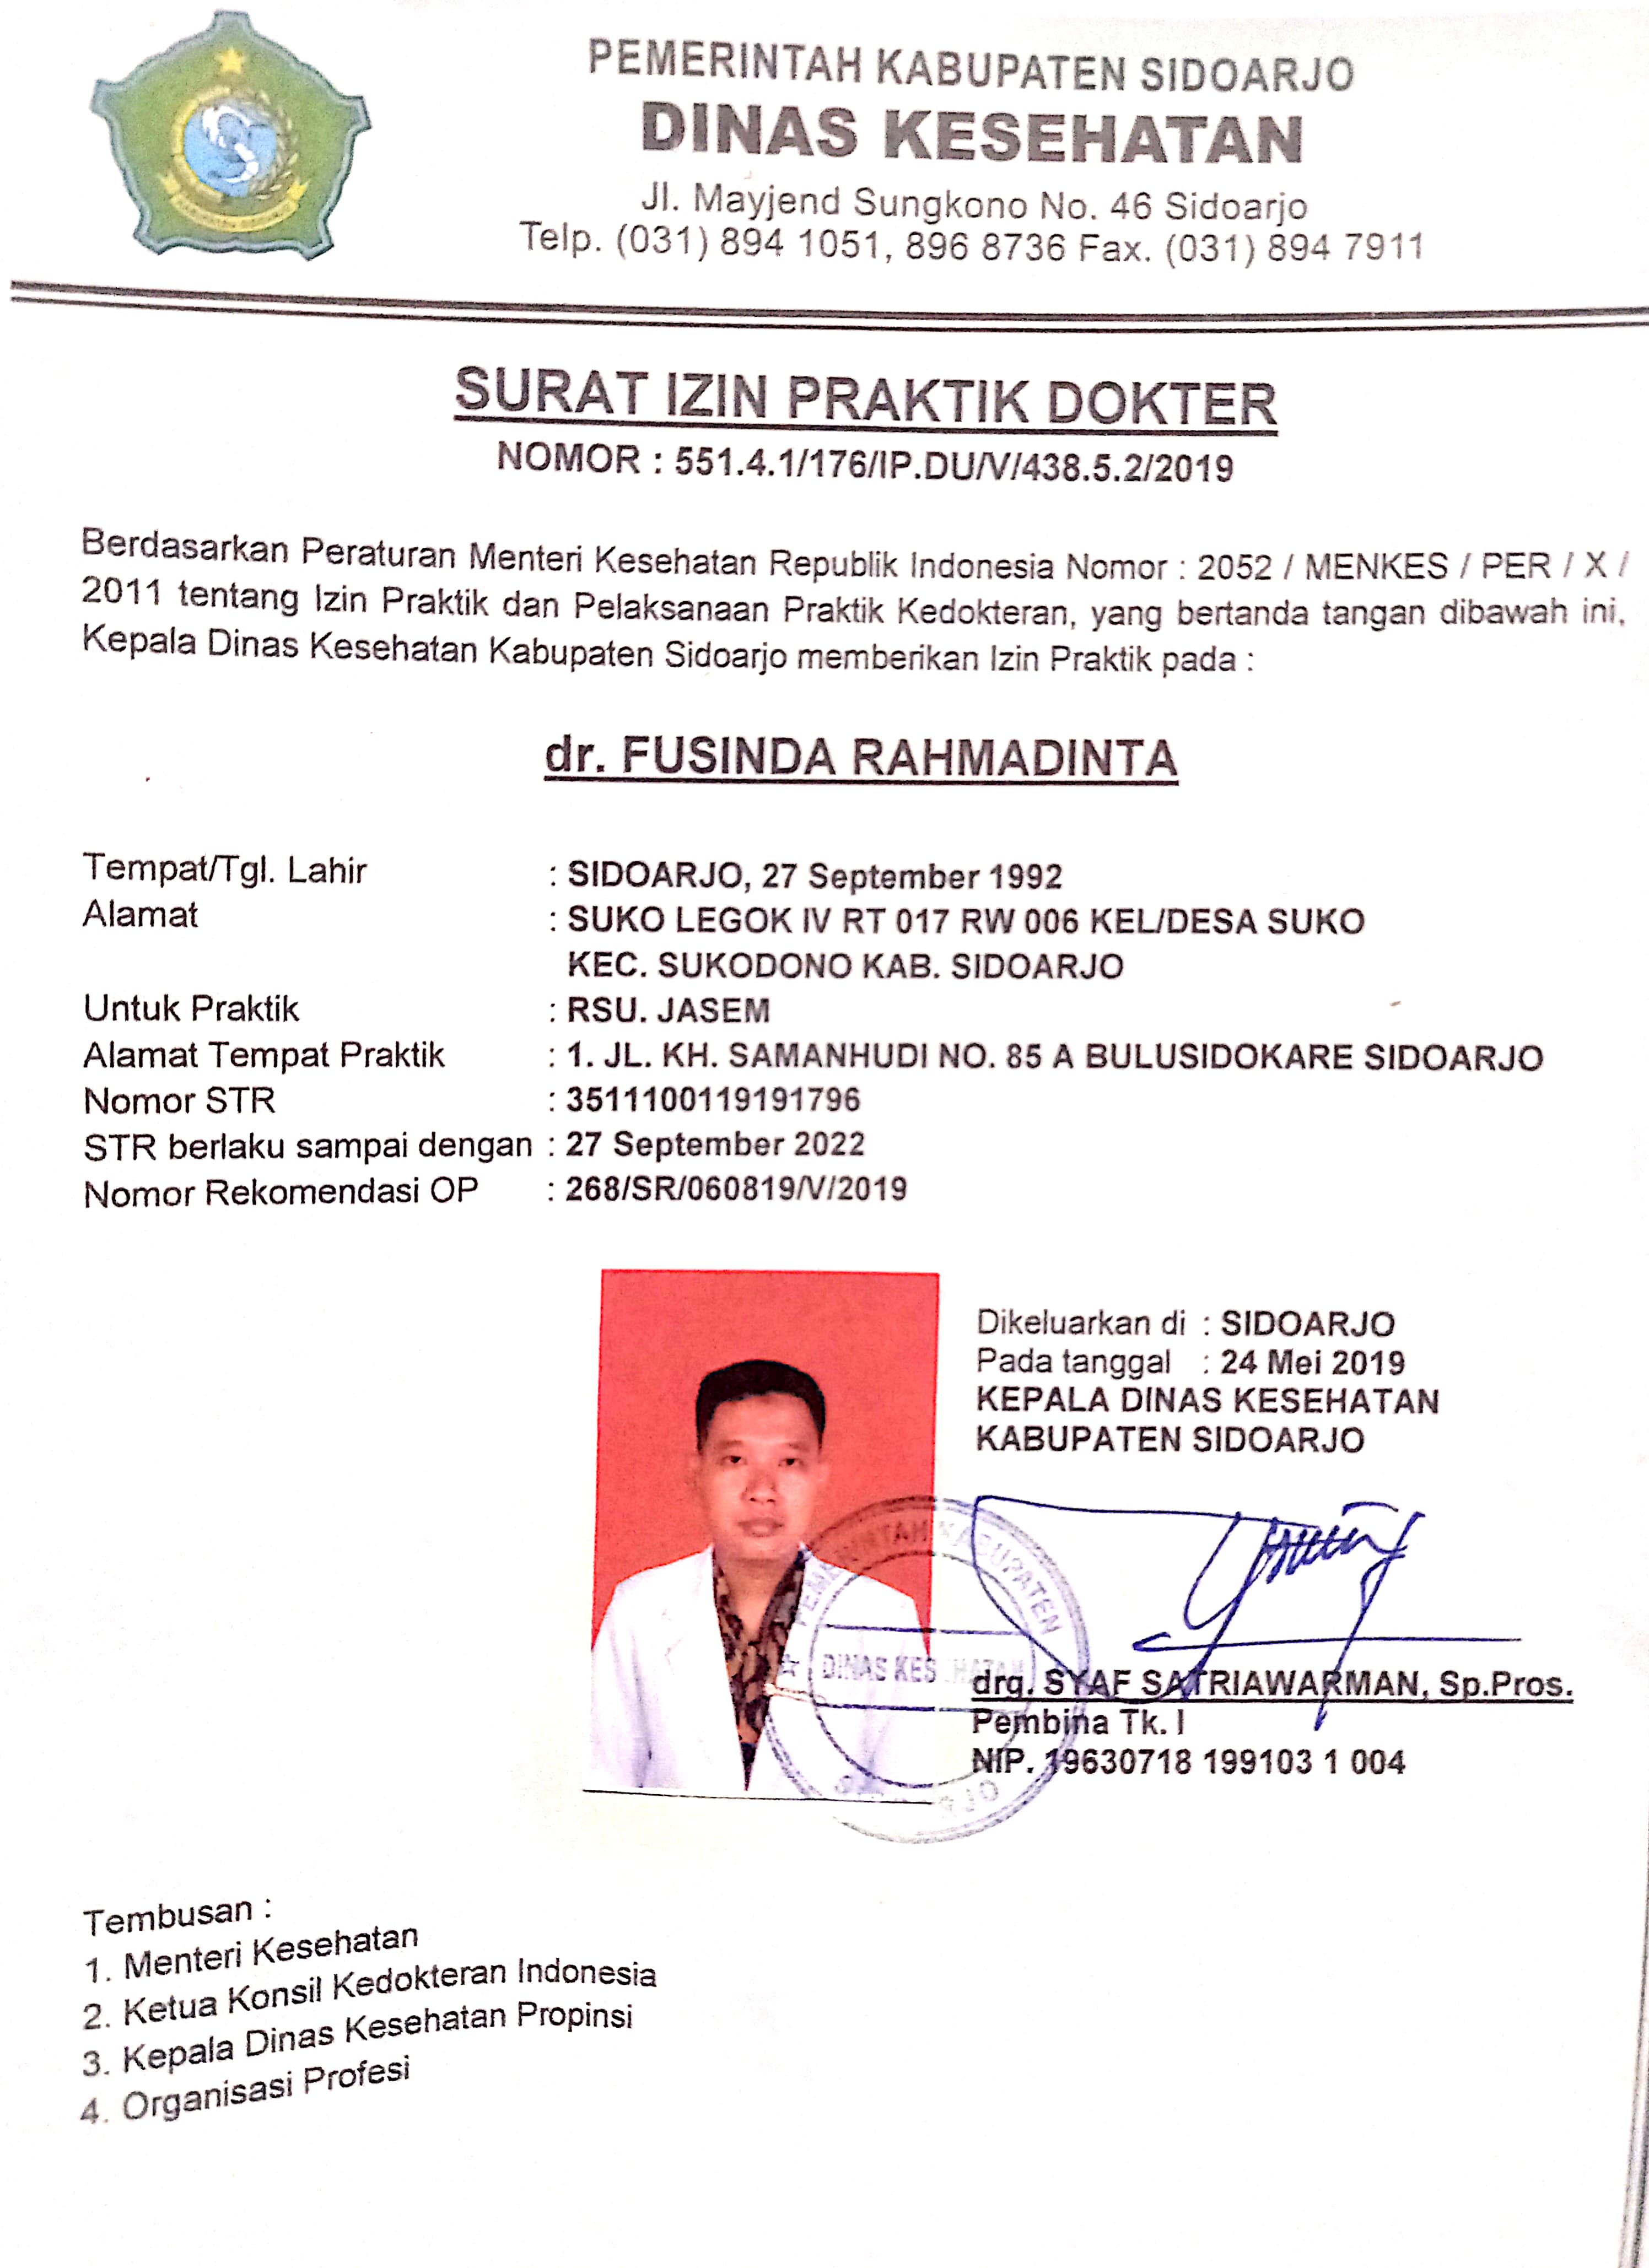 PEMERINTAH KABUPATEN SIDOARJO
DINAS KESEHATAN
Jl. Mayjend Sungkono No. 46 Sidoarjo
Telp. (031) 894 1051, 896 8736 Fax. (031) 894 7911
SURAT IZIN PRAKTIK DOKTER
NOMOR : 551.4.1/176/IP.DU/V/438.5.2/2019
Berdasarkan Peraturan Menteri Kesehatan Republik Indonesia Nomor : 2052 / MENKES / PER / X /
2011 tentang Izin Praktik dan Pelaksanaan Praktik Kedokteran, yang bertanda tangan dibawah ini,
Kepala Dinas Kesehatan Kabupaten Sidoarjo memberikan Izin Praktik pada :
dr. FUSINDA RAHMADINTA
Tempat/Tgl. Lahir : SIDOARJO, 27 September 1992
Alamat : SUKO LEGOK IV RT 017 RW 006 KEL/DESA SUKO
KEC. SUKODONO KAB. SIDOARJO
Untuk Praktik : RSU. JASEM
Alamat Tempat Praktik : 1. JL. KH. SAMANHUDI NO. 85 A BULUSIDOKARE SIDOARJO
Nomor STR : 3511100119191796
STR berlaku sampai dengan : 27 September 2022
Nomor Rekomendasi OP : 268/SR/060819/V/2019
Dikeluarkan di : SIDOARJO
Pada tanggal : 24 Mei 2019
KEPALA DINAS KESEHATAN
KABUPATEN SIDOARJO
PEMERINTAH KABUPATEN
DINAS KESEHATAN
SIDOARJO
drg. SYAF SATRIAWARMAN, Sp.Pros.
Pembina Tk. I
NIP. 19630718 199103 1 004
Tembusan :
1. Menteri Kesehatan
2. Ketua Konsil Kedokteran Indonesia
3. Kepala Dinas Kesehatan Propinsi
4. Organisasi Profesi